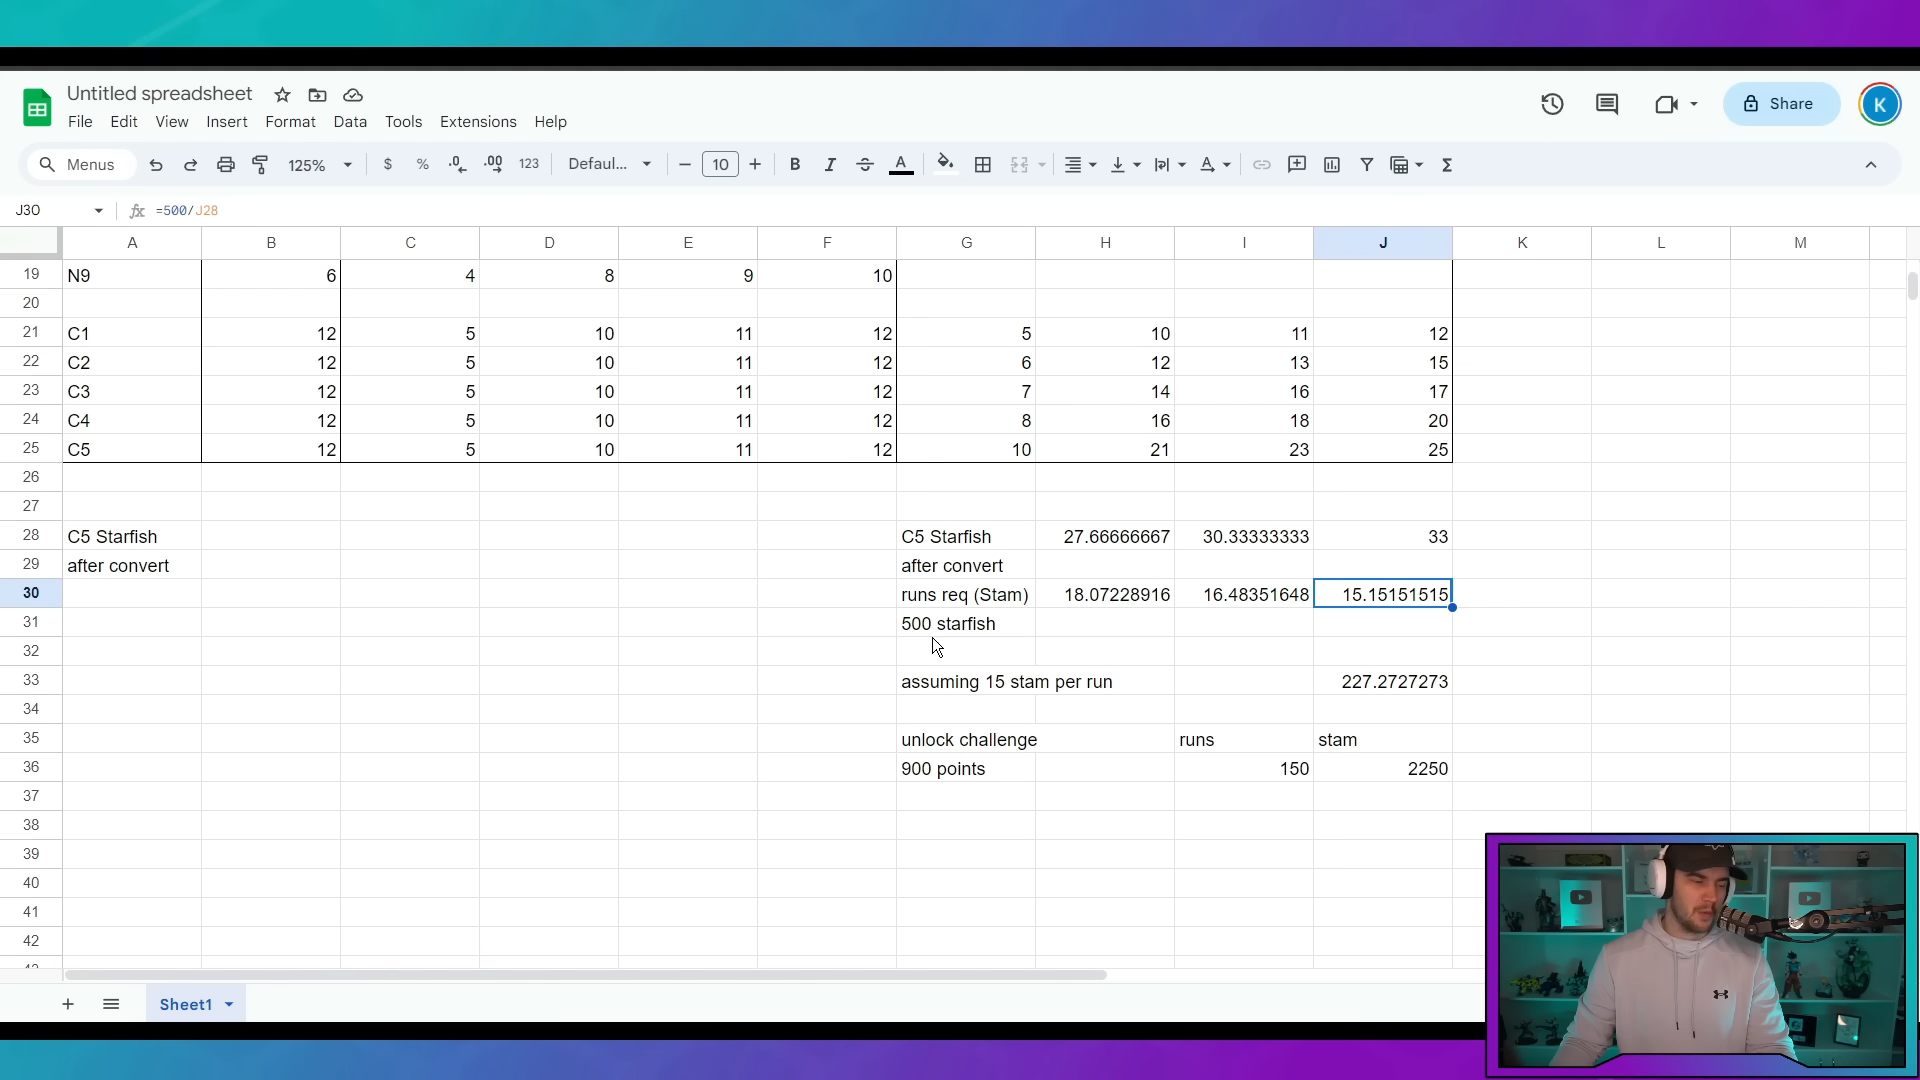 Untitled spreadsheet
File Edit View Insert Format Data Tools Extensions Help
Share
K
Menus 125% $ % .0 .00 123 Defaul... 10 B I A A Σ
J30 fx =500/J28
A B C D E F G H I J K L M
19 N9 6 4 8 9 10
20
21 C1 12 5 10 11 12 5 10 11 12
22 C2 12 5 10 11 12 6 12 13 15
23 C3 12 5 10 11 12 7 14 16 17
24 C4 12 5 10 11 12 8 16 18 20
25 C5 12 5 10 11 12 10 21 23 25
26
27
28 C5 Starfish C5 Starfish 27.66666667 30.33333333 33
29 after convert after convert
30 runs req (Stam) 18.07228916 16.48351648 15.15151515
31 500 starfish
32
33 assuming 15 stam per run 227.2727273
34
35 unlock challenge runs stam
36 900 points 150 2250
37
38
39
40
41
42
Sheet1